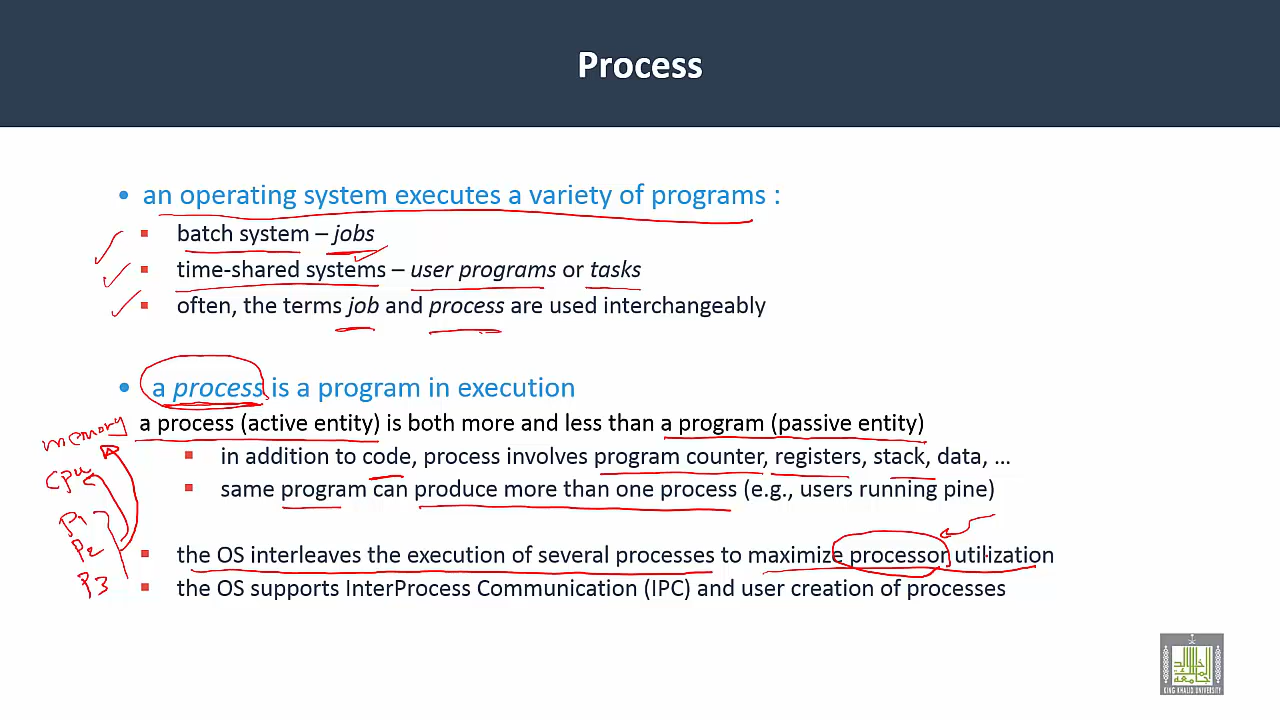 Process
• an operating system executes a variety of programs :
▪ batch system – jobs
▪ time-shared systems – user programs or tasks
▪ often, the terms job and process are used interchangeably
• a process is a program in execution
a process (active entity) is both more and less than a program (passive entity)
▪ in addition to code, process involves program counter, registers, stack, data, ...
▪ same program can produce more than one process (e.g., users running pine)
▪ the OS interleaves the execution of several processes to maximize processor utilization
▪ the OS supports InterProcess Communication (IPC) and user creation of processes
memory
CPU
P1
P2
P3
KING KHALID UNIVERSITY